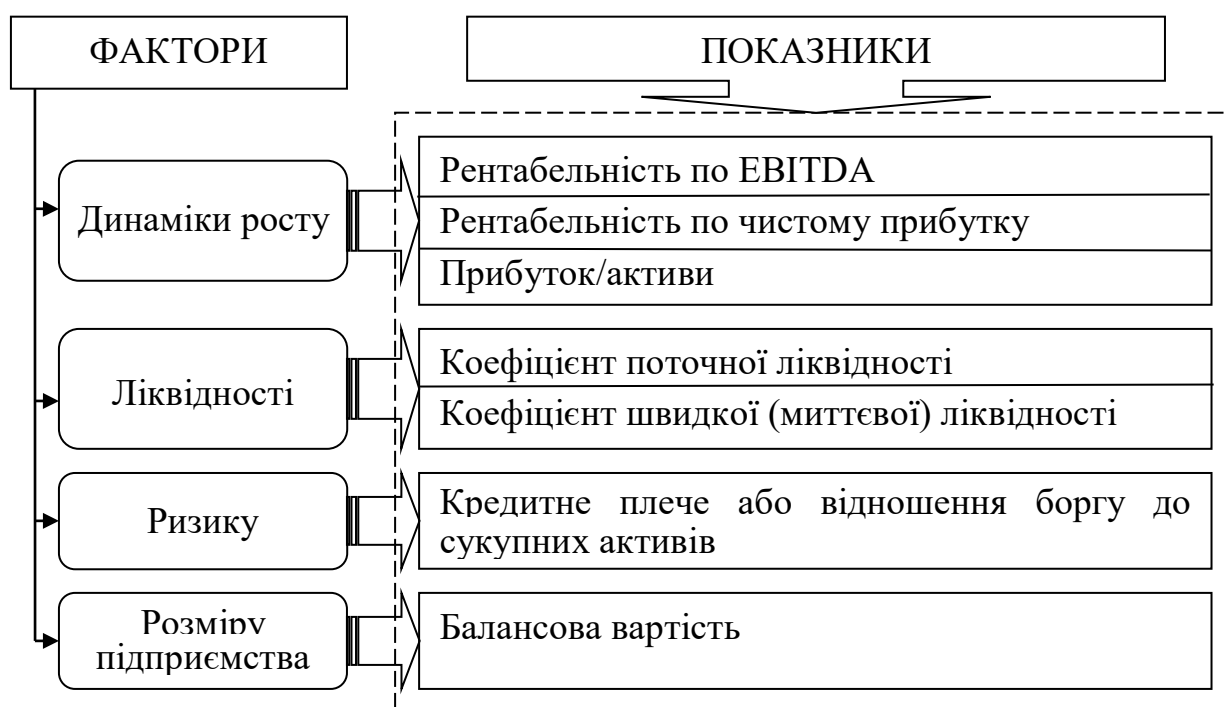 ФАКТОРИ
ПОКАЗНИКИ
Динаміки росту
Рентабельність по EBITDA
Рентабельність по чистому прибутку
Прибуток/активи
Ліквідності
Коефіцієнт поточної ліквідності
Коефіцієнт швидкої (миттєвої) ліквідності
Ризику
Кредитне плече або відношення боргу до
сукупних активів
Розміру
підприємства
Балансова вартість